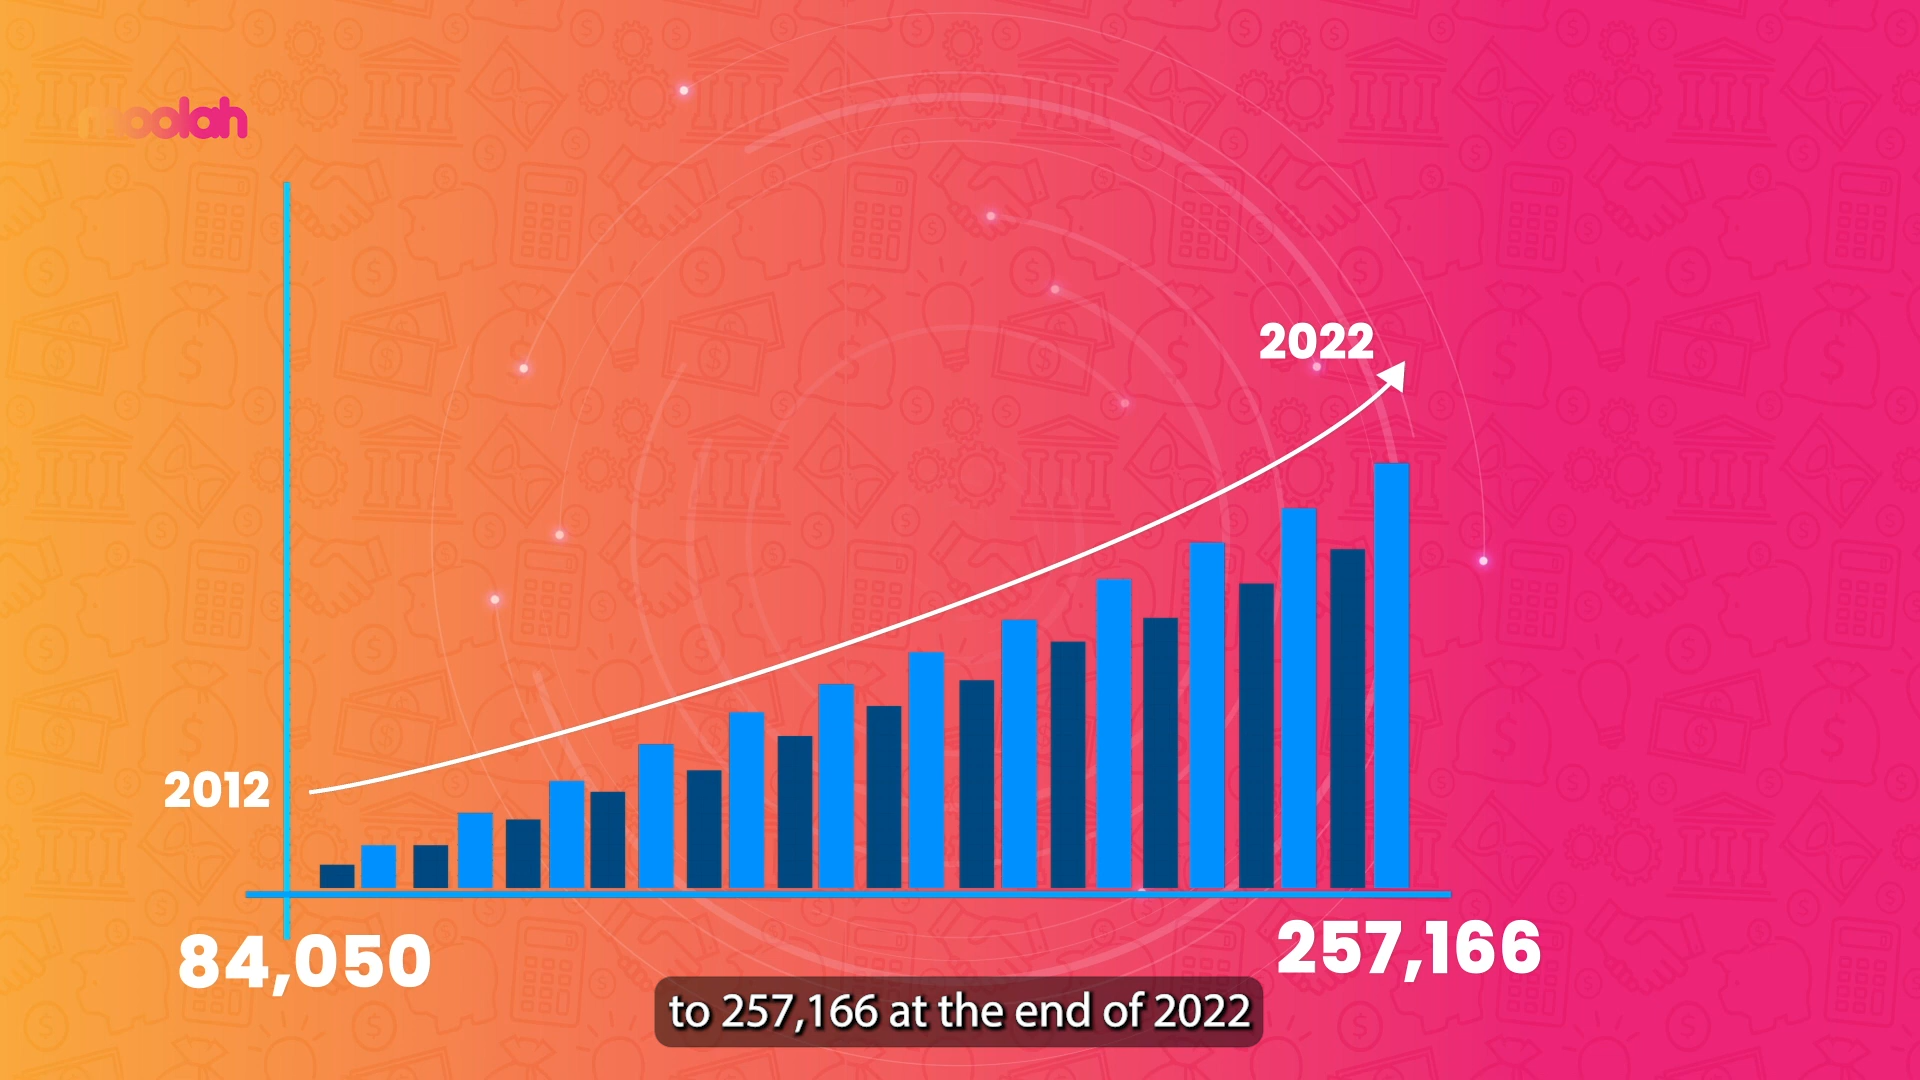 moolah
2022
2012
84,050
257,166
to 257,166 at the end of 2022